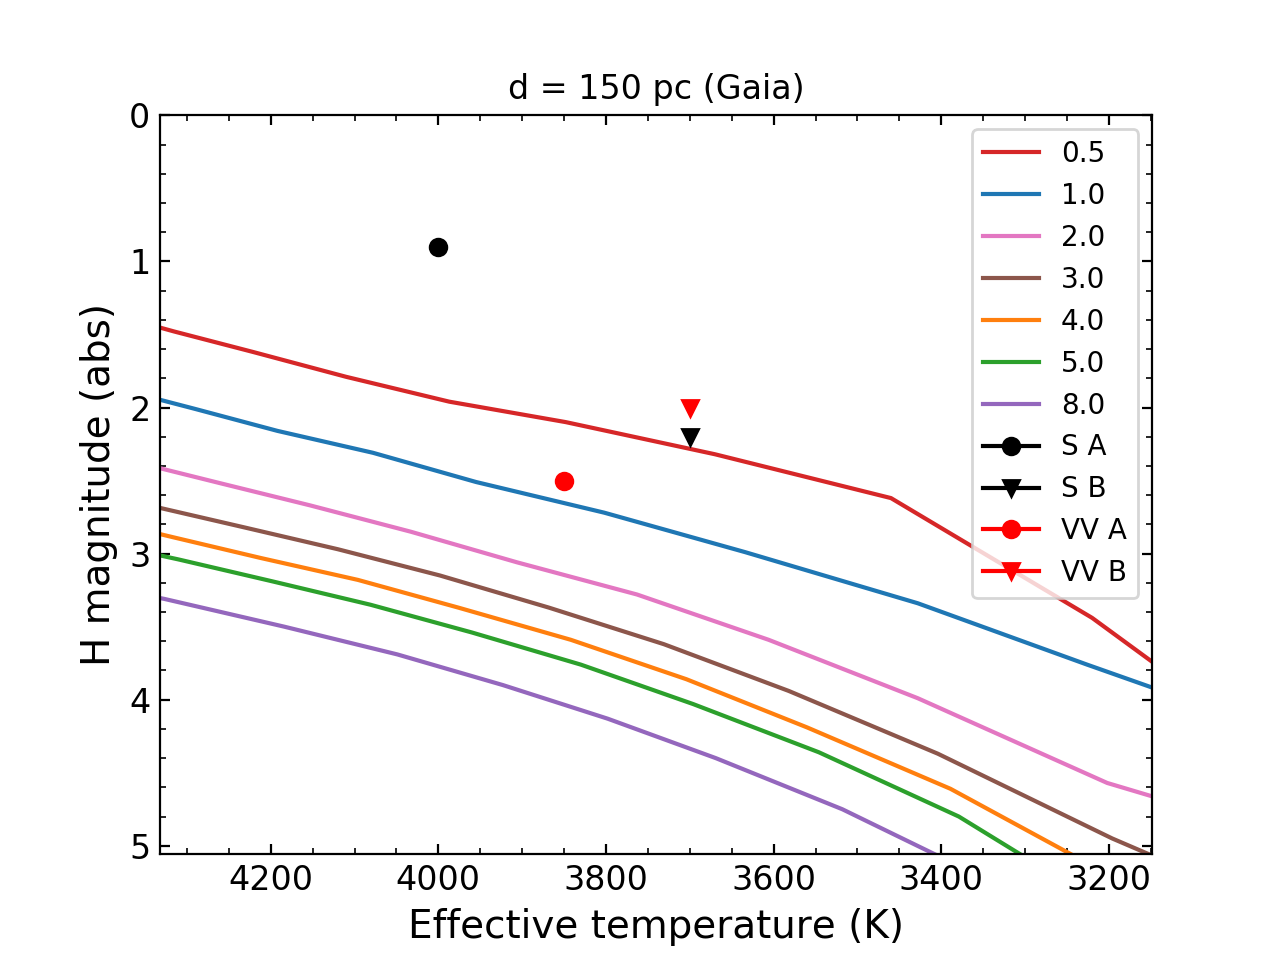 d = 150 pc (Gaia)
0
1
2
3
4
5
H magnitude (abs)
0.5
1.0
2.0
3.0
4.0
5.0
8.0
S A
S B
VV A
VV B
4200 4000 3800 3600 3400 3200
Effective temperature (K)